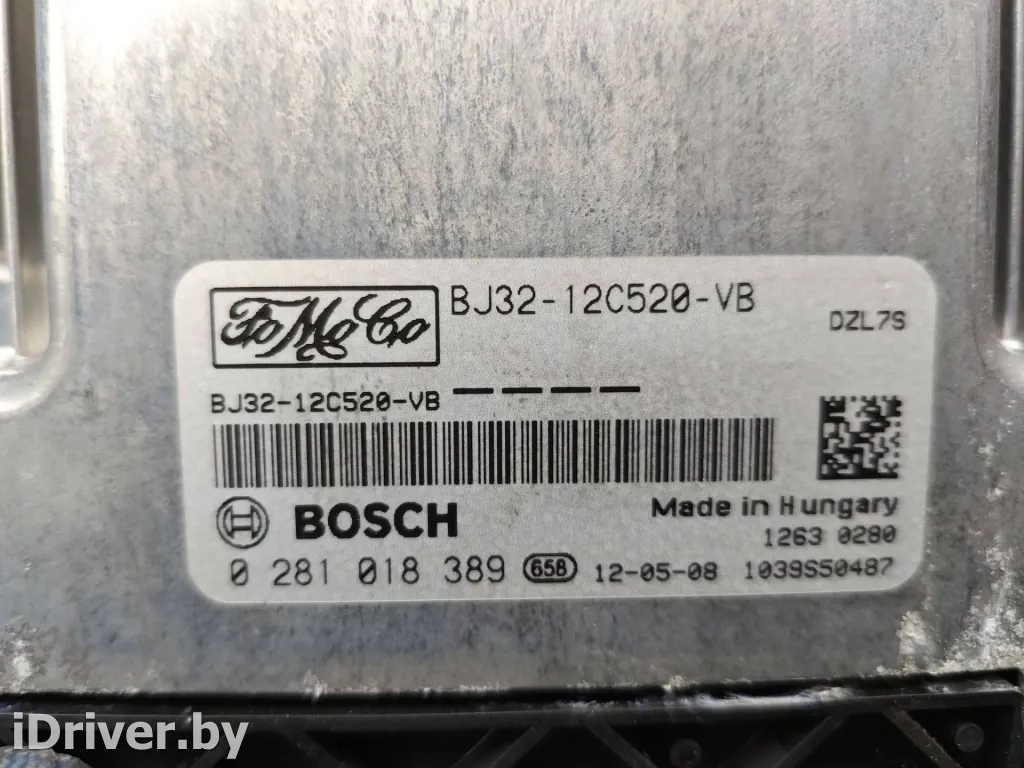 FoMoCo BJ32-12C520-VB
DZL7S
BJ32-12C520-VB
BOSCH
Made in Hungary
1263 0280
0 281 018 389 658 12-05-08 1039S50487
iDriver.by